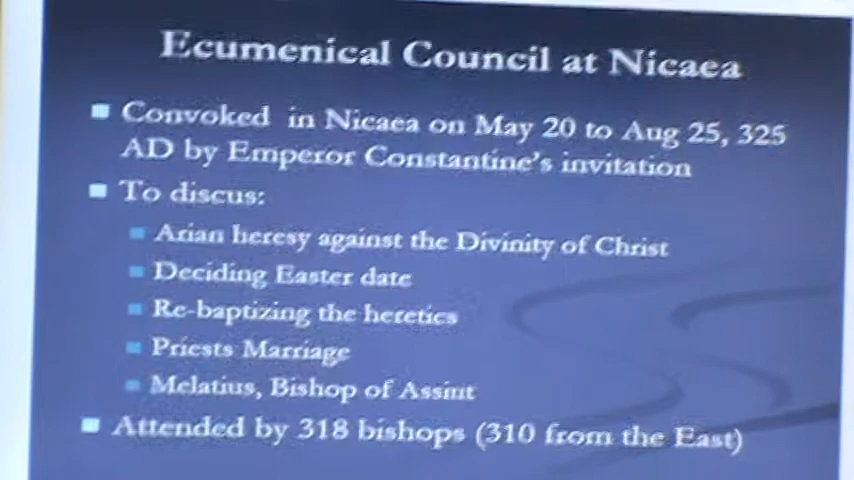 Ecumenical Council at Nicaea
Convoked in Nicaea on May 20 to Aug 25, 325
AD by Emperor Constantine's invitation
To discus:
Arian heresy against the Divinity of Christ
Deciding Easter date
Re-baptizing the heretics
Priests Marriage
Melatius, Bishop of Assiut
Attended by 318 bishops (310 from the East)